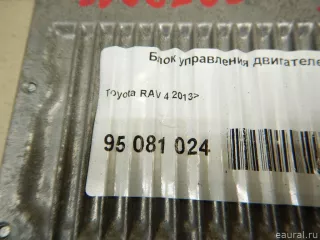 Блок управления двигателе
Toyota RAV 4 2013>
95 081 024
eaural.ru